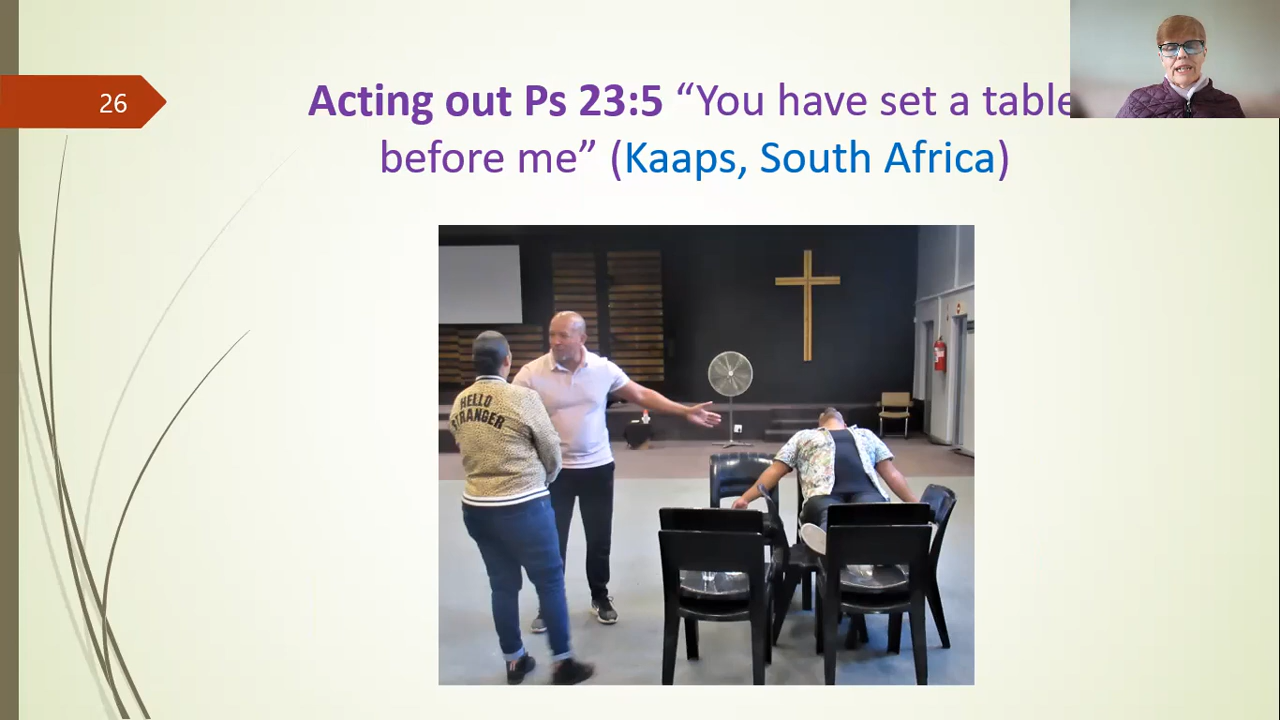 26
Acting out Ps 23:5 “You have set a table
before me” (Kaaps, South Africa)
HELLO
STRANGER